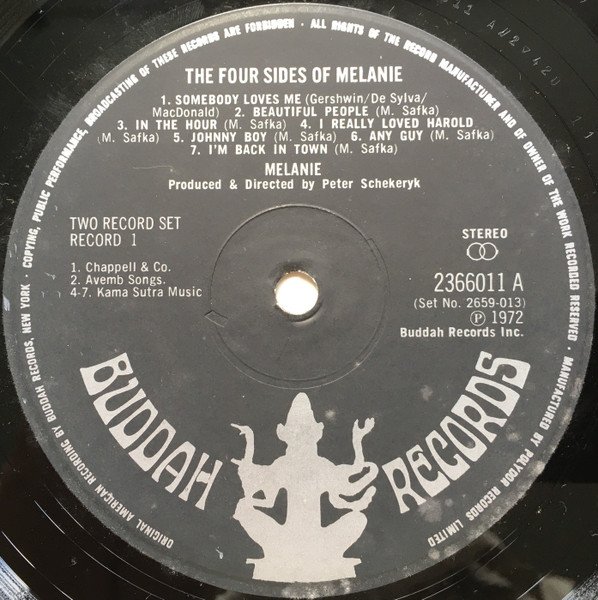 ORIGINAL AMERICAN RECORDING BY BUDDAH RECORDS, NEW YORK · COPYING, PUBLIC PERFORMANCE, BROADCASTING OF THESE RECORDS ARE FORBIDDEN · ALL RIGHTS OF THE RECORD MANUFACTURER AND OF OWNER OF THE WORK RECORDED RESERVED · MANUFACTURED BY POLYDOR RECORDS LIMITED
THE FOUR SIDES OF MELANIE
1. SOMEBODY LOVES ME (Gershwin/De Sylva/
MacDonald) 2. BEAUTIFUL PEOPLE (M. Safka)
3. IN THE HOUR (M. Safka) 4. I REALLY LOVED HAROLD
(M. Safka) 5. JOHNNY BOY (M. Safka) 6. ANY GUY (M. Safka)
7. I'M BACK IN TOWN (M. Safka)
MELANIE
Produced & Directed by Peter Schekeryk
TWO RECORD SET
RECORD 1
1. Chappell & Co.
2. Avemb Songs.
4-7. Kama Sutra Music
STEREO
2366011 A
(Set No. 2659-013)
Ⓟ 1972
Buddah Records Inc.
BUDDAH RECORDS